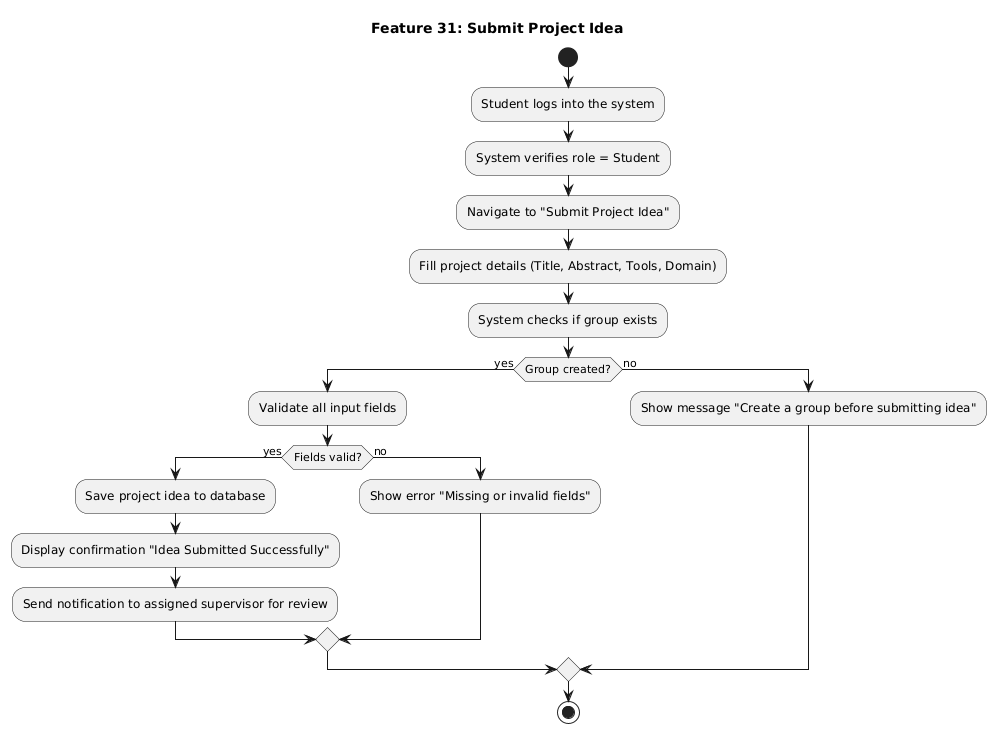 Feature 31: Submit Project Idea
Student logs into the system
System verifies role = Student
Navigate to "Submit Project Idea"
Fill project details (Title, Abstract, Tools, Domain)
System checks if group exists
yes
Group created?
no
Validate all input fields
Show message "Create a group before submitting idea"
yes
Fields valid?
no
Save project idea to database
Show error "Missing or invalid fields"
Display confirmation "Idea Submitted Successfully"
Send notification to assigned supervisor for review